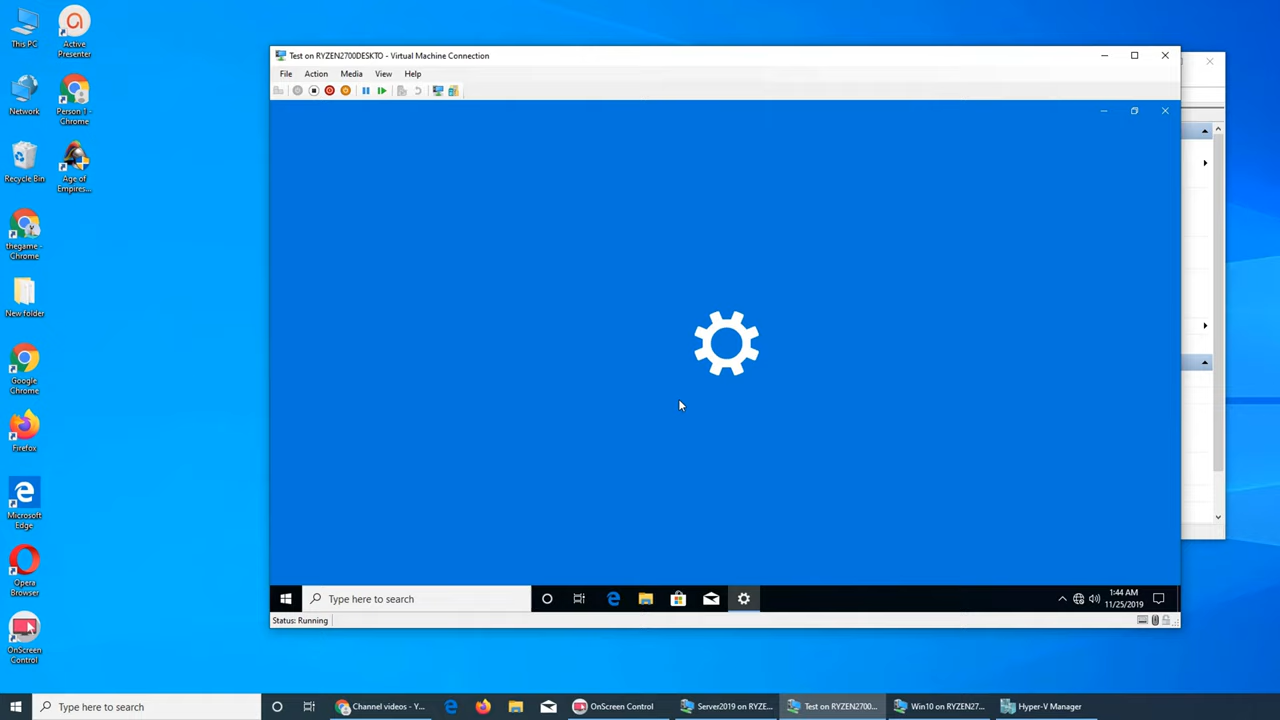 This PC
Active
Presenter
Network
Person 1 -
Chrome
Recycle Bin
Age of
Empires...
thegame -
Chrome
New folder
Google
Chrome
Firefox
Microsoft
Edge
Opera
Browser
OnScreen
Control
Test on RYZEN2700DESKTO - Virtual Machine Connection
File Action Media View Help
Type here to search
1:44 AM
11/25/2019
Status: Running
Type here to search
Channel videos - Y...
OnScreen Control
Server2019 on RYZE...
Test on RYZEN2700...
Win10 on RYZEN27...
Hyper-V Manager